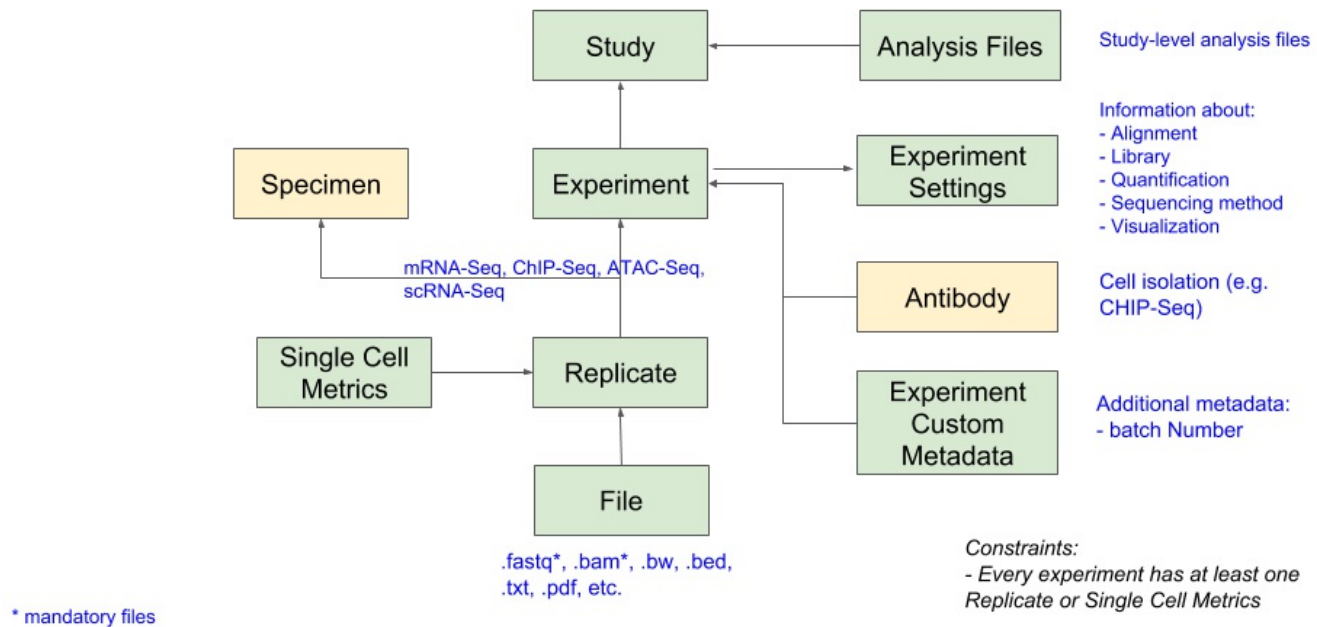 Study
Analysis Files
Study-level analysis files
Specimen
Experiment
Experiment
Settings
Information about:
- Alignment
- Library
- Quantification
- Sequencing method
- Visualization
mRNA-Seq, ChIP-Seq, ATAC-Seq,
scRNA-Seq
Antibody
Cell isolation (e.g.
CHIP-Seq)
Single Cell
Metrics
Replicate
Experiment
Custom
Metadata
Additional metadata:
- batch Number
File
.fastq*, .bam*, .bw, .bed,
.txt, .pdf, etc.
Constraints:
- Every experiment has at least one
Replicate or Single Cell Metrics
* mandatory files